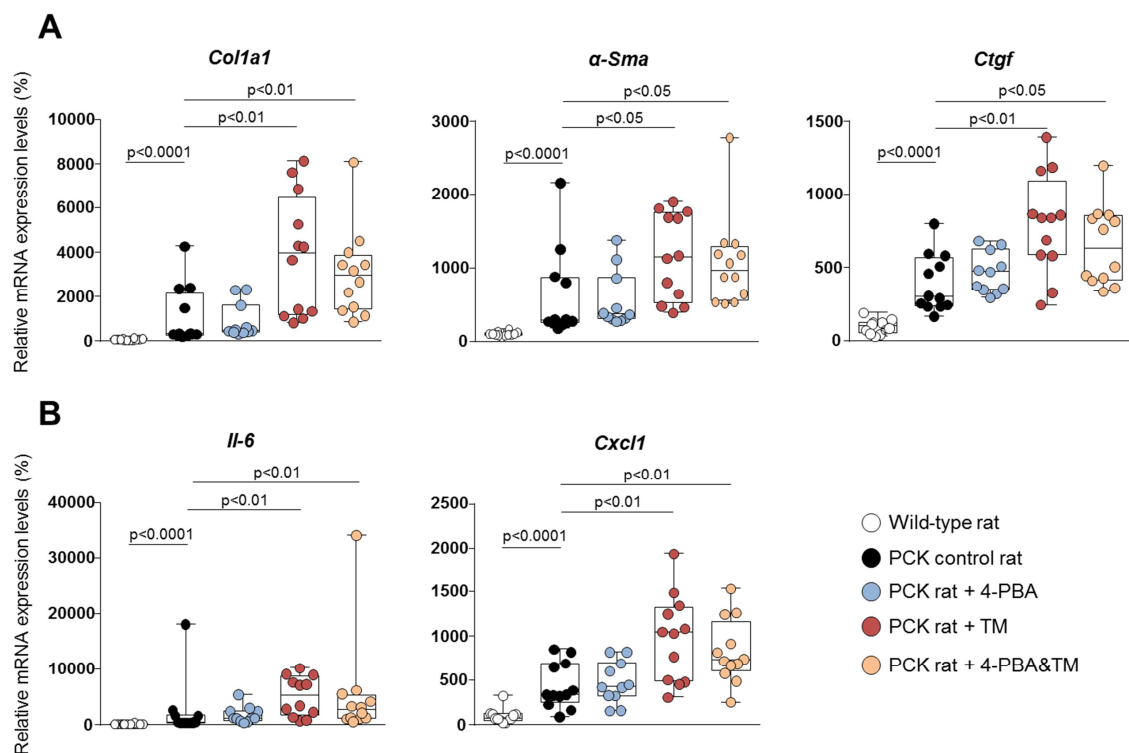 A
Col1a1
α-Sma
Ctgf
Relative mRNA expression levels (%)
10000
8000
6000
4000
2000
0
p<0.01
p<0.01
p<0.0001
3000
2000
1000
0
p<0.05
p<0.05
p<0.0001
1500
1000
500
0
p<0.05
p<0.01
p<0.0001
B
Il-6
Cxcl1
Relative mRNA expression levels (%)
40000
30000
20000
10000
0
p<0.01
p<0.01
p<0.0001
2500
2000
1500
1000
500
0
p<0.01
p<0.01
p<0.0001
Wild-type rat
PCK control rat
PCK rat + 4-PBA
PCK rat + TM
PCK rat + 4-PBA&TM